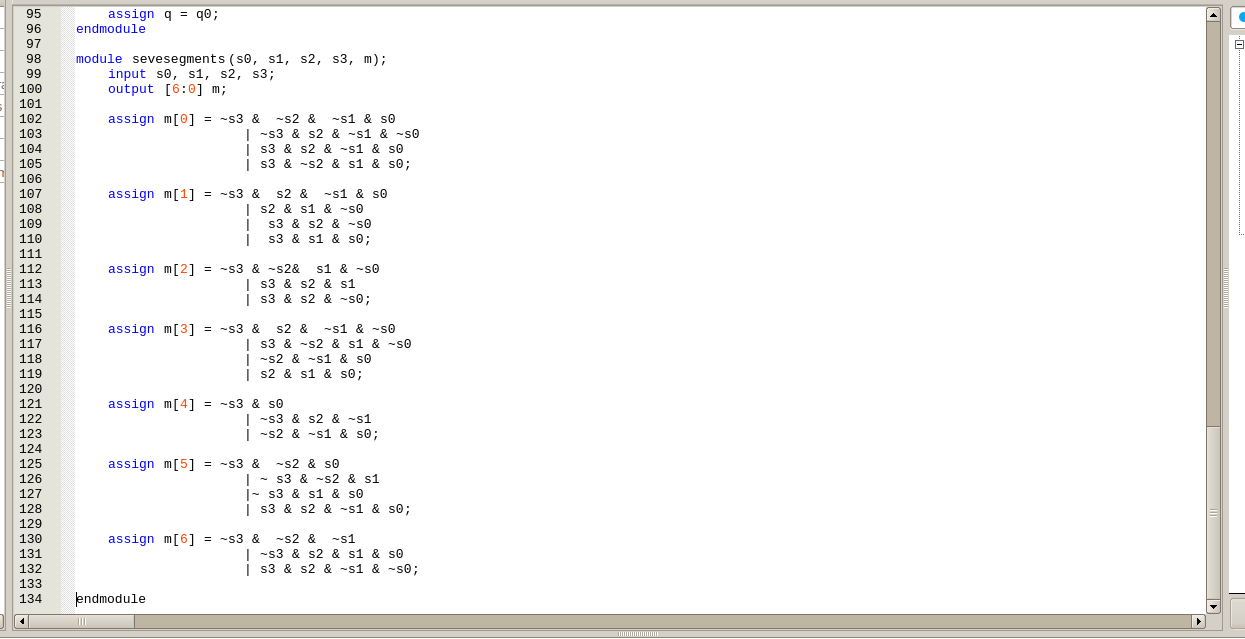 95 assign q = q0;
96 endmodule
97
98 module sevesegments(s0, s1, s2, s3, m);
99 input s0, s1, s2, s3;
100 output [6:0] m;
101
102 assign m[0] = ~s3 & ~s2 & ~s1 & s0
103 | ~s3 & s2 & ~s1 & ~s0
104 | s3 & s2 & ~s1 & s0
105 | s3 & ~s2 & s1 & s0;
106
107 assign m[1] = ~s3 & s2 & ~s1 & s0
108 | s2 & s1 & ~s0
109 | s3 & s2 & ~s0
110 | s3 & s1 & s0;
111
112 assign m[2] = ~s3 & ~s2& s1 & ~s0
113 | s3 & s2 & s1
114 | s3 & s2 & ~s0;
115
116 assign m[3] = ~s3 & s2 & ~s1 & ~s0
117 | s3 & ~s2 & s1 & ~s0
118 | ~s2 & ~s1 & s0
119 | s2 & s1 & s0;
120
121 assign m[4] = ~s3 & s0
122 | ~s3 & s2 & ~s1
123 | ~s2 & ~s1 & s0;
124
125 assign m[5] = ~s3 & ~s2 & s0
126 | ~ s3 & ~s2 & s1
127 |~ s3 & s1 & s0
128 | s3 & s2 & ~s1 & s0;
129
130 assign m[6] = ~s3 & ~s2 & ~s1
131 | ~s3 & s2 & s1 & s0
132 | s3 & s2 & ~s1 & ~s0;
133
134 endmodule